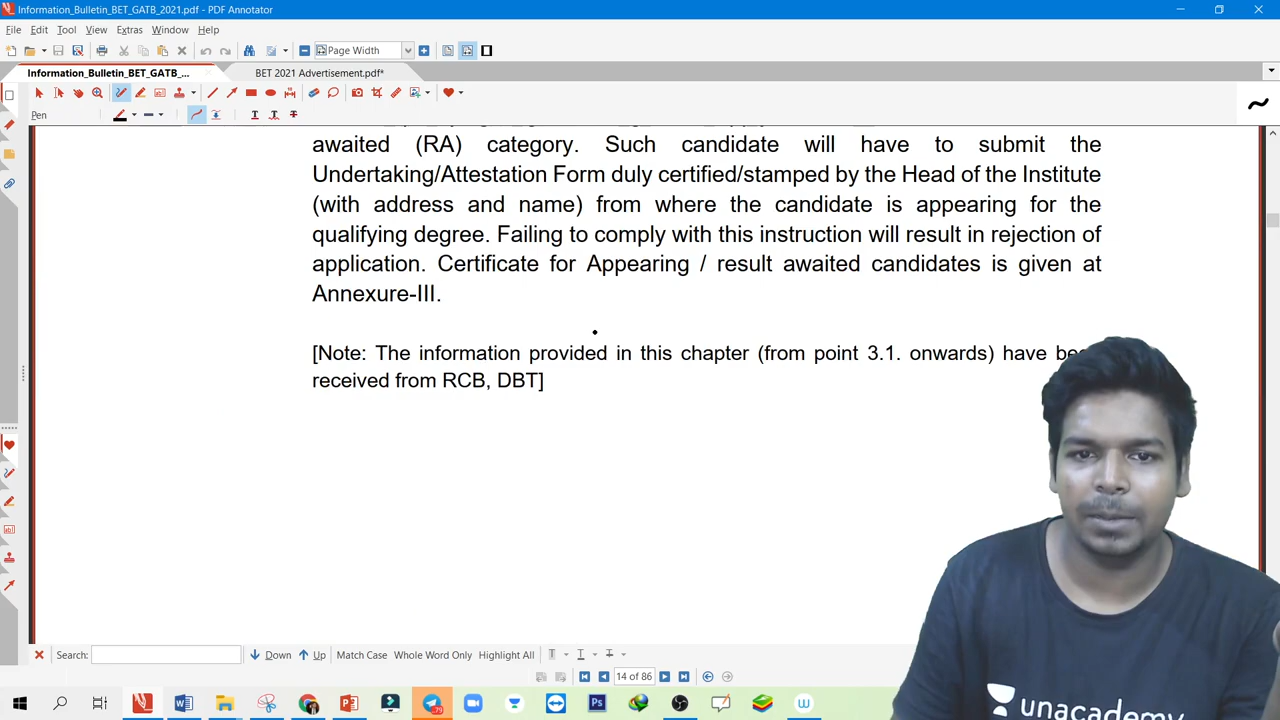 Information_Bulletin_BET_GATB_2021.pdf - PDF Annotator
File Edit Tool View Extras Window Help
Page Width
Information_Bulletin_BET_GATB_... BET 2021 Advertisement.pdf*
Pen
awaited (RA) category. Such candidate will have to submit the
Undertaking/Attestation Form duly certified/stamped by the Head of the Institute
(with address and name) from where the candidate is appearing for the
qualifying degree. Failing to comply with this instruction will result in rejection of
application. Certificate for Appearing / result awaited candidates is given at
Annexure-III.
[Note: The information provided in this chapter (from point 3.1. onwards) have
received from RCB, DBT]
Search: Down Up Match Case Whole Word Only Highlight All
14 of 86
unacademy